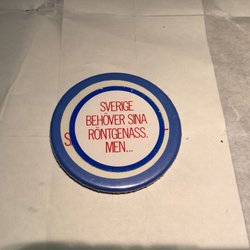 SVERIGE
BEHÖVER SINA
RÖNTGENASS.
MEN...